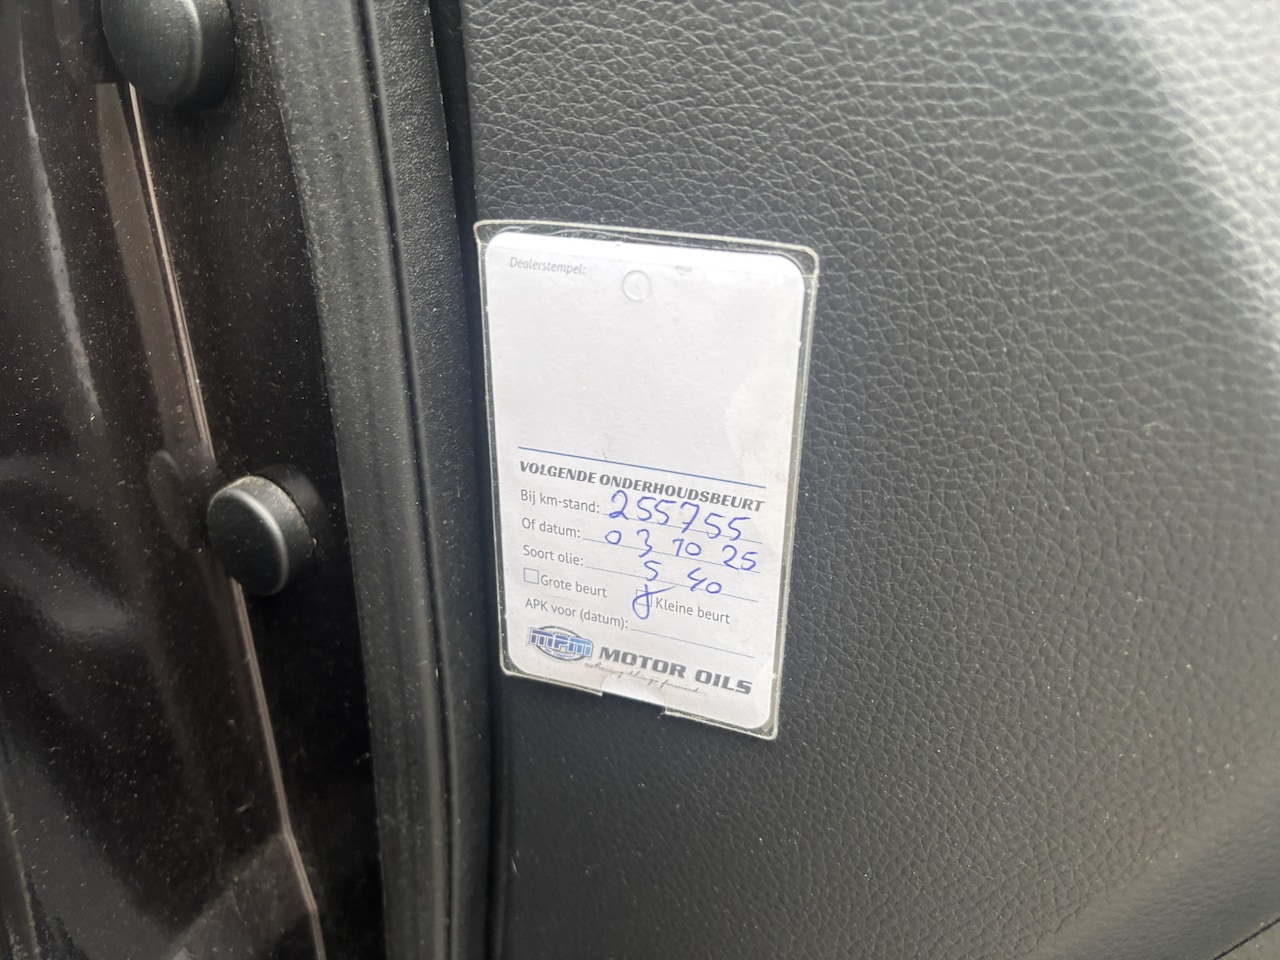 Dealerstempel:
VOLGENDE ONDERHOUDSBEURT
Bij km-stand: 255755
Of datum: 03 10 25
Soort olie: 5 40
Grote beurt Kleine beurt
APK voor (datum):
MPM MOTOR OILS